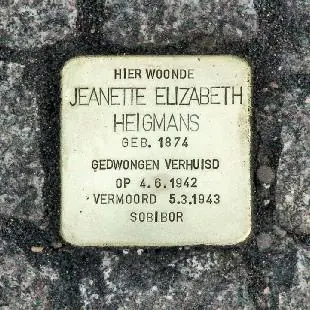 HIER WOONDE
JEANETTE ELIZABETH
HEIGMANS
GEB. 1874
GEDWONGEN VERHUISD
OP 4.6.1942
VERMOORD 5.3.1943
SOBIBOR